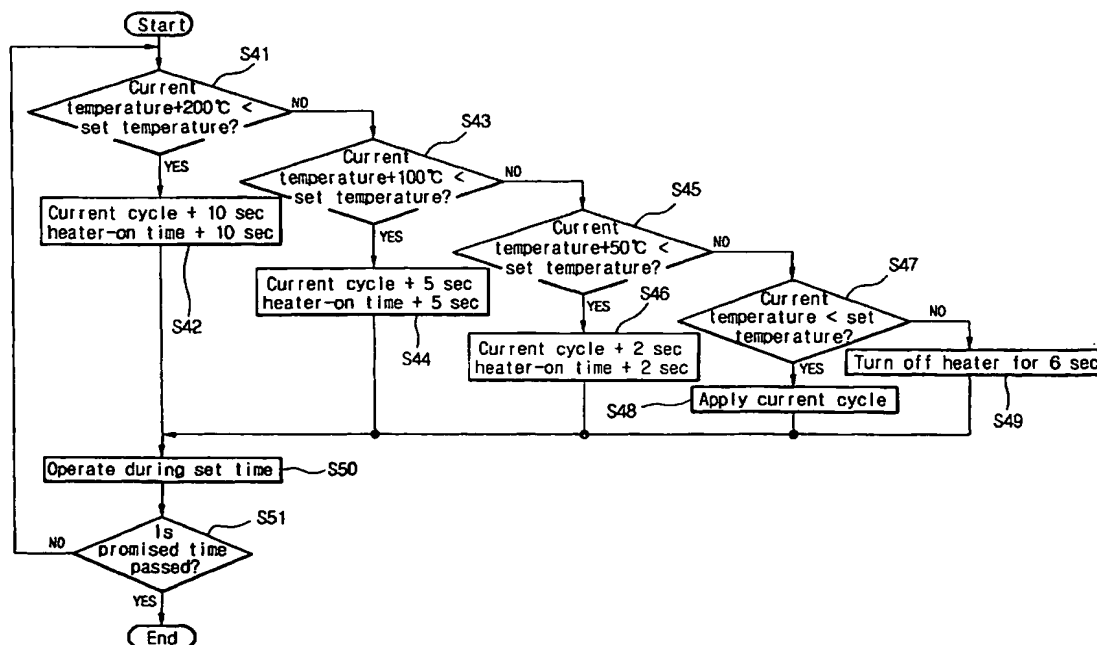 Start
S41
Current
temperature+200℃ <
set temperature?
NO
YES
Current cycle + 10 sec
heater-on time + 10 sec
S42
S43
Current
temperature+100℃ <
set temperature?
NO
YES
Current cycle + 5 sec
heater-on time + 5 sec
S44
S45
Current
temperature+50℃ <
set temperature?
NO
YES
S46
Current cycle + 2 sec
heater-on time + 2 sec
S47
Current
temperature < set
temperature?
NO
YES
S48
Apply current cycle
Turn off heater for 6 sec
S49
Operate during set time
S50
S51
Is
promised time
passed?
NO
YES
End